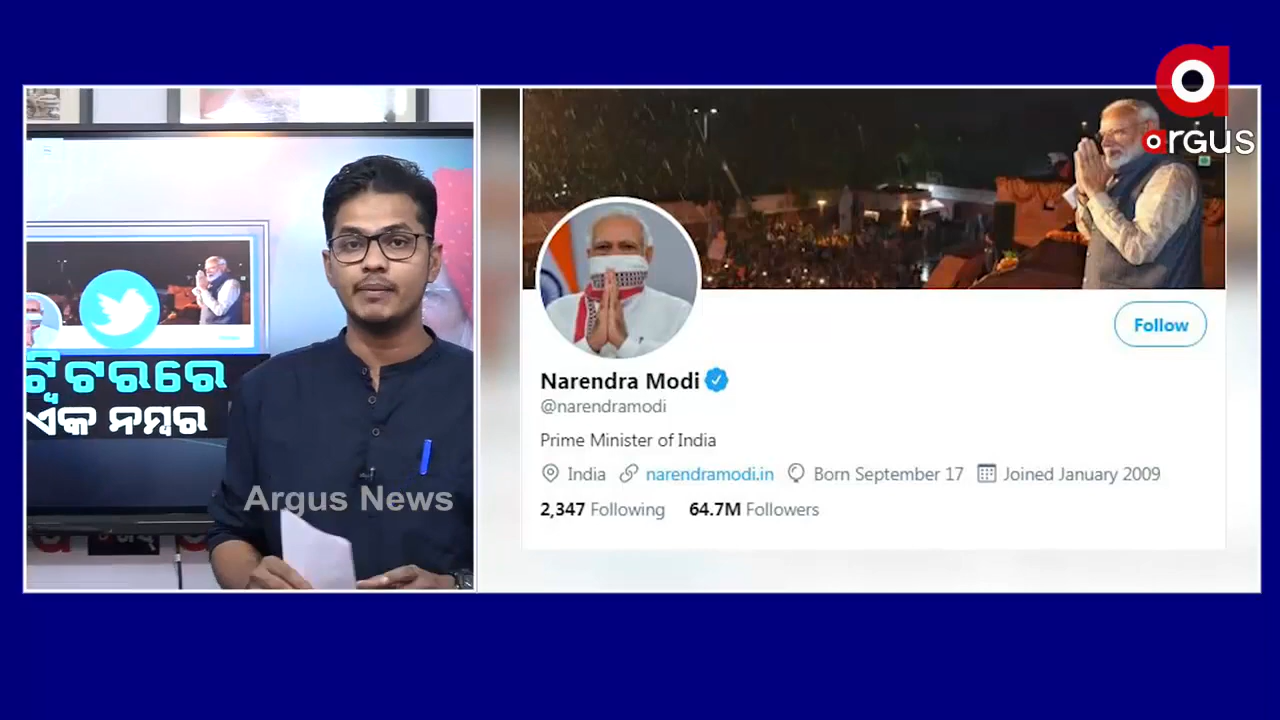 argus
ଟ୍ୱିଟରରେ
ଏକ ନମ୍ବର
Argus News
Follow
Narendra Modi
@narendramodi
Prime Minister of India
India narendramodi.in Born September 17 Joined January 2009
2,347 Following 64.7M Followers